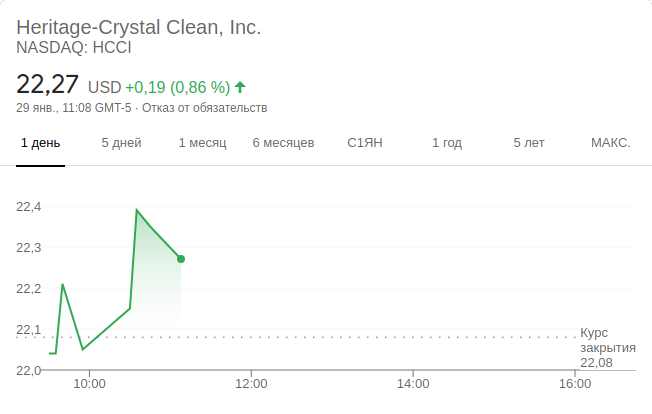 Heritage-Crystal Clean, Inc.
NASDAQ: HCCI
22,27 USD +0,19 (0,86 %)
29 янв., 11:08 GMT-5 · Отказ от обязательств
1 день 5 дней 1 месяц 6 месяцев С1ЯН 1 год 5 лет МАКС.
22,4
22,3
22,2
22,1
22,0
Курс
закрытия
22,08
10:00 12:00 14:00 16:00